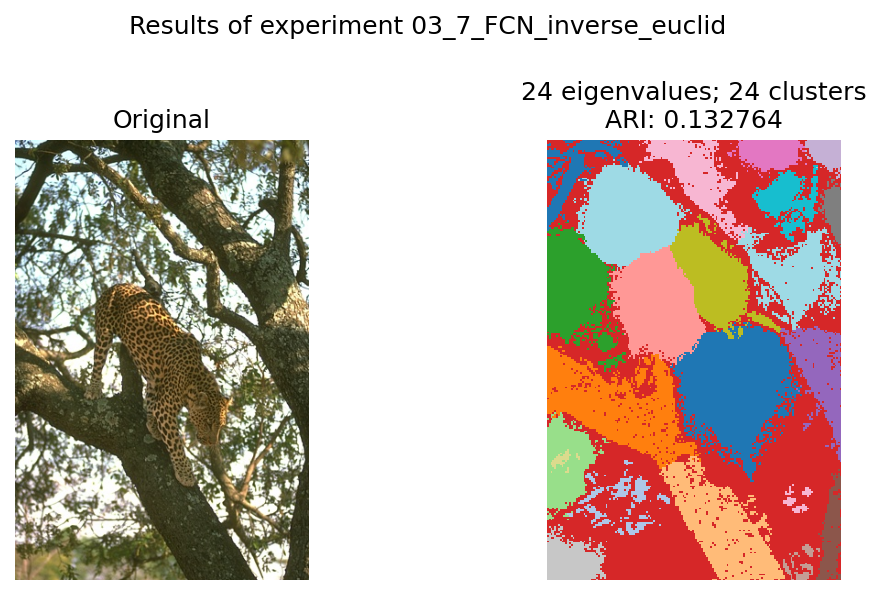 Results of experiment 03_7_FCN_inverse_euclid
Original
24 eigenvalues; 24 clusters
ARI: 0.132764